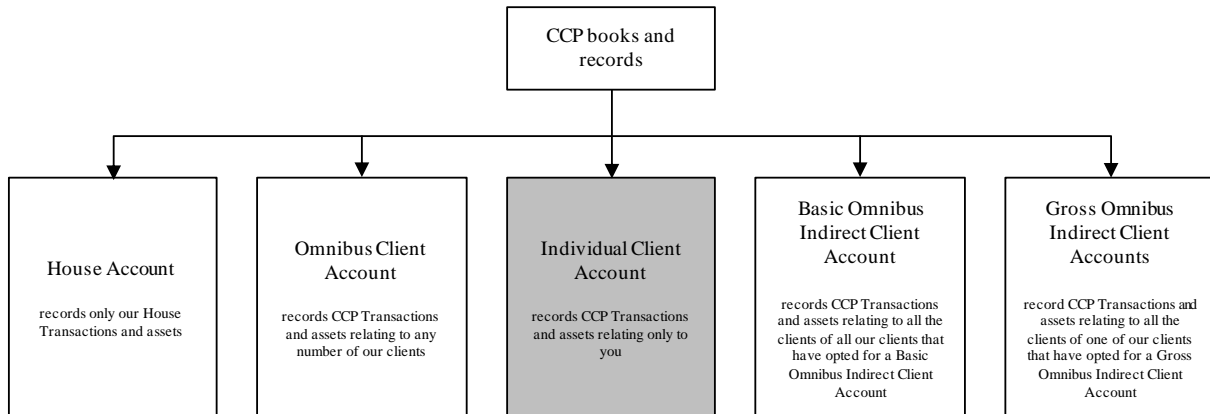 CCP books and
records
House Account
records only our House
Transactions and assets
Omnibus Client
Account
records CCP Transactions
and assets relating to any
number of our clients
Individual Client
Account
records CCP Transactions
and assets relating only to
you
Basic Omnibus
Indirect Client
Account
records CCP Transactions
and assets relating to all the
clients of all our clients that
have opted for a Basic
Omnibus Indirect Client
Account
Gross Omnibus
Indirect Client
Accounts
record CCP Transactions and
assets relating to all the
clients of one of our clients
that have opted for a Gross
Omnibus Indirect Client
Account